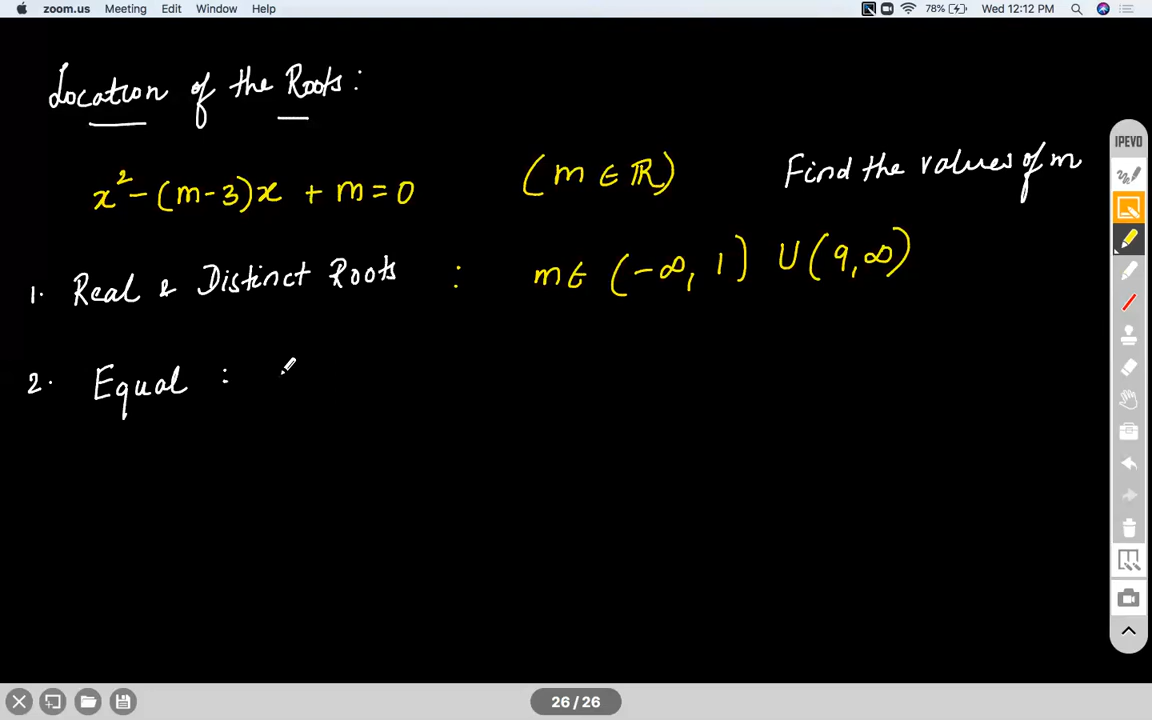 zoom.us Meeting Edit Window Help 78% Wed 12:12 PM
Location of the Roots:
x² - (m-3)x + m = 0 (m ∈ ℝ) Find the values of m
1. Real & Distinct Roots : m ∈ (-∞, 1) ∪ (9, ∞)
2. Equal :
IPEVO
26 / 26